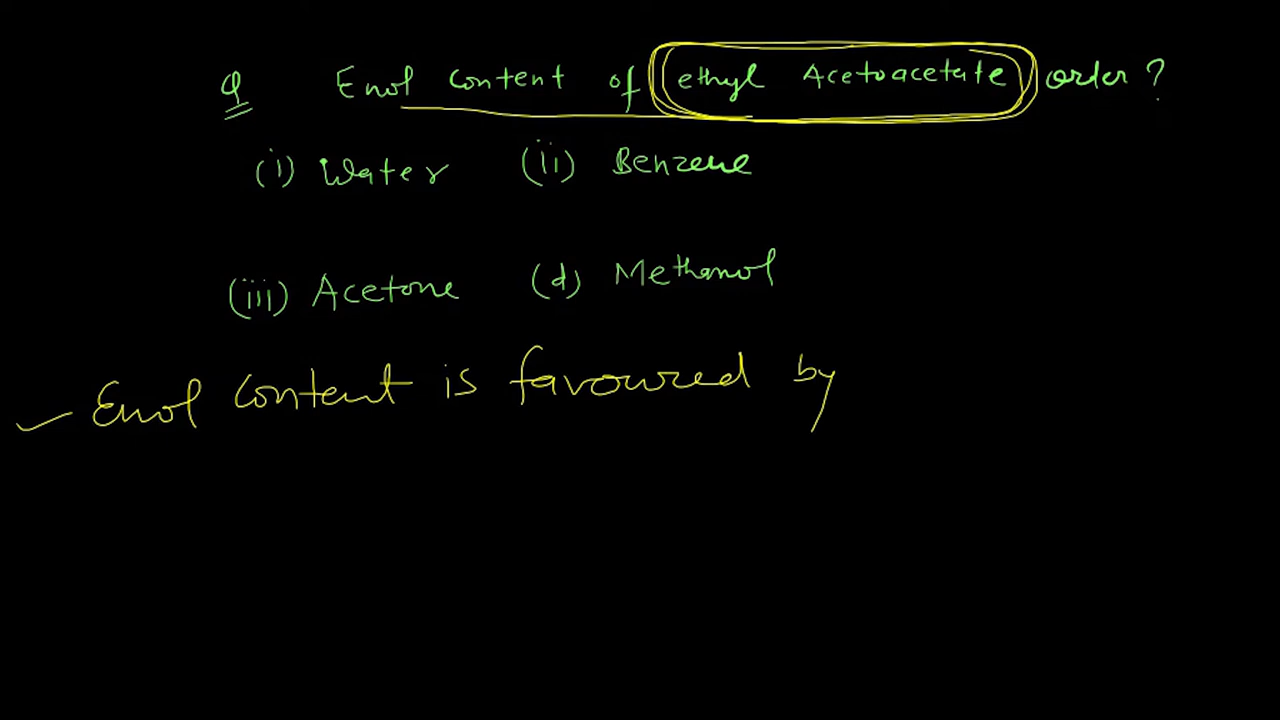 Q Enol content of ethyl Acetoacetate order ?
(i) Water (ii) Benzene
(iii) Acetone (d) Methanol
Enol content is favoured by